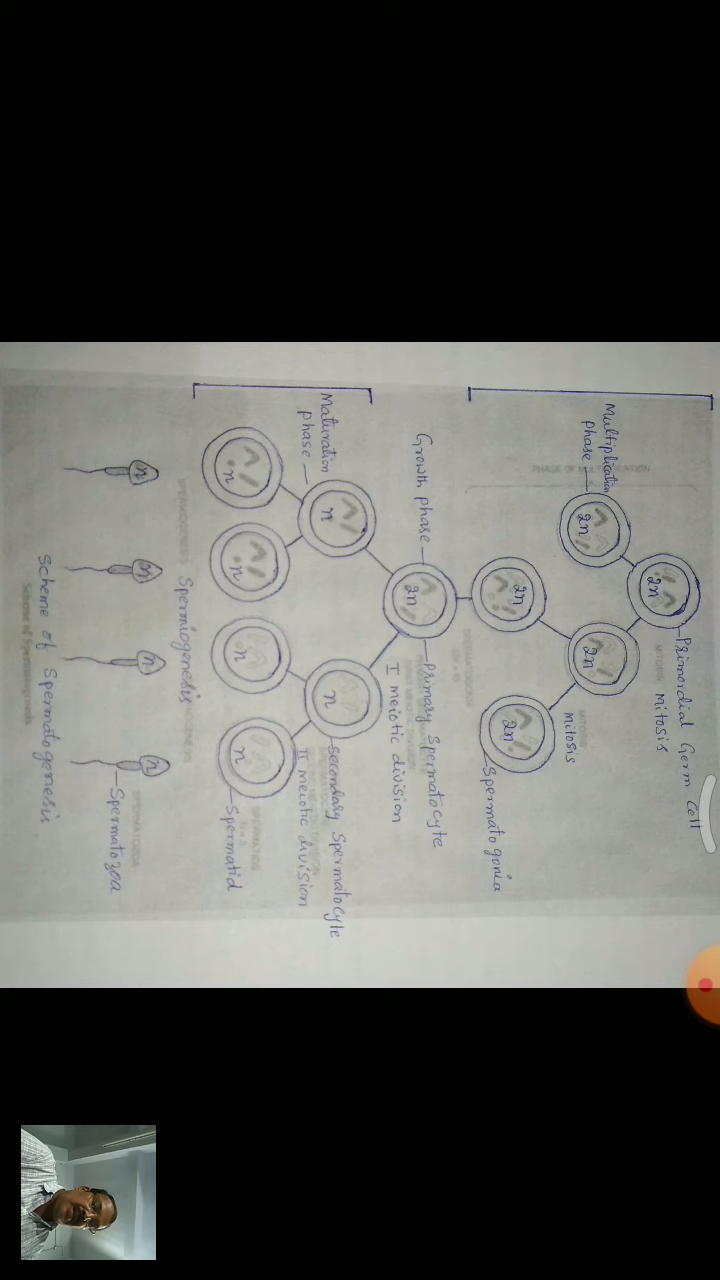 Primordial Germ Cell
Mitosis
2n
Multiplication
phase
2n
2n
Mitosis
2n
2n
Spermatogonia
Growth phase
2n
Primary Spermatocyte
I meiotic division
Maturation
phase
n
n
Secondary Spermatocyte
II meiotic division
n
n
n
n
Spermatid
Spermiogenesis
n
n
n
n
Spermatozoa
Scheme of Spermatogenesis.